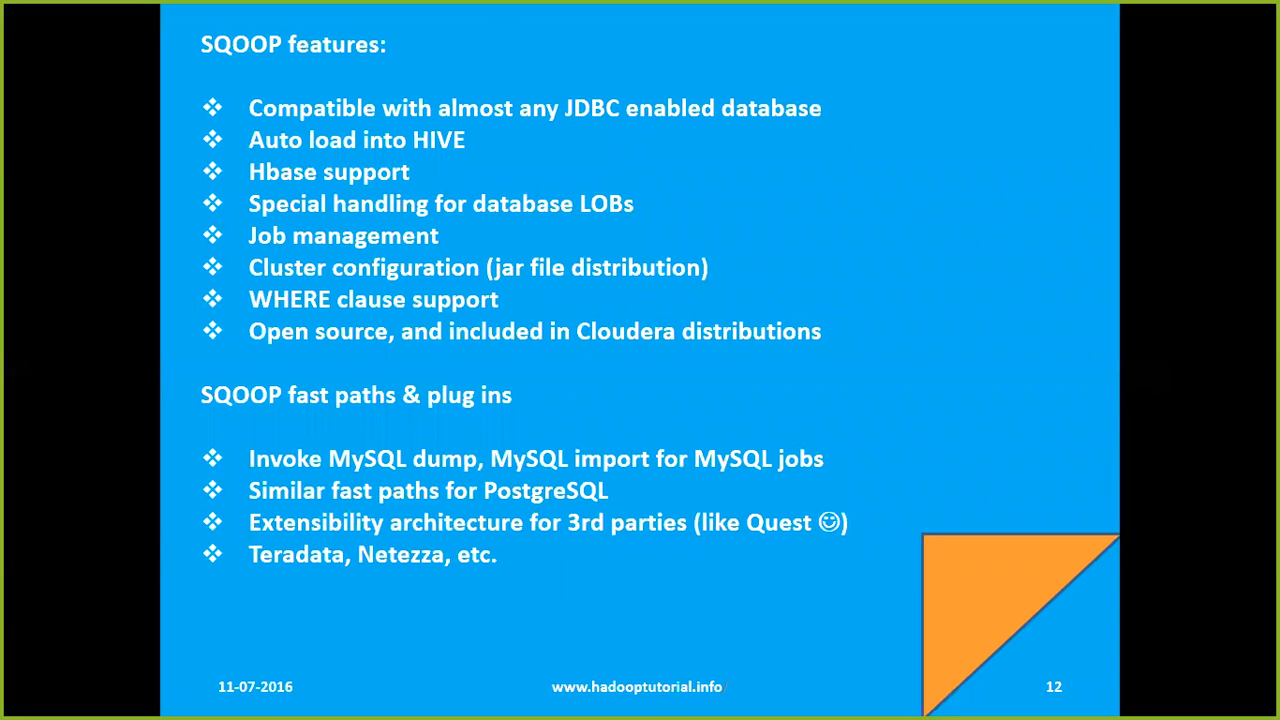 SQOOP features:
❖ Compatible with almost any JDBC enabled database
❖ Auto load into HIVE
❖ Hbase support
❖ Special handling for database LOBs
❖ Job management
❖ Cluster configuration (jar file distribution)
❖ WHERE clause support
❖ Open source, and included in Cloudera distributions
SQOOP fast paths & plug ins
❖ Invoke MySQL dump, MySQL import for MySQL jobs
❖ Similar fast paths for PostgreSQL
❖ Extensibility architecture for 3rd parties (like Quest ☺)
❖ Teradata, Netezza, etc.
11-07-2016 www.hadooptutorial.info 12